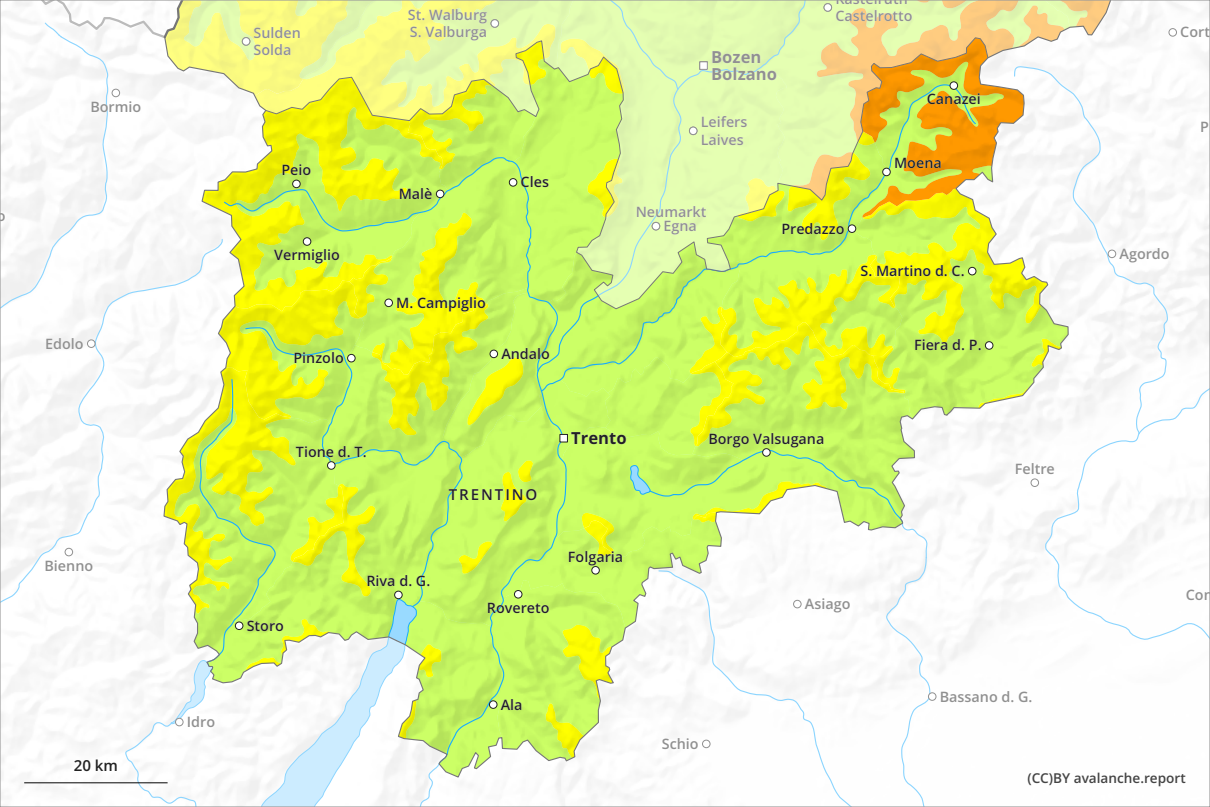 Kastelruth
Castelrotto
St. Walburg
S. Valburga
Sulden
Solda
Cort
Bozen
Bolzano
Bormio
Canazei
Leifers
Laives
P
Moena
Peio
Cles
Malè
Neumarkt
Egna
Predazzo
Vermiglio
Agordo
S. Martino d. C.
M. Campiglio
Edolo
Pinzolo
Andalo
Fiera d. P.
Trento
Borgo Valsugana
Tione d. T.
Feltre
TRENTINO
Bienno
Folgaria
Riva d. G.
Cor
Rovereto
Asiago
Storo
Bassano d. G.
Ala
Idro
Schio
20 km
(CC)BY avalanche.report